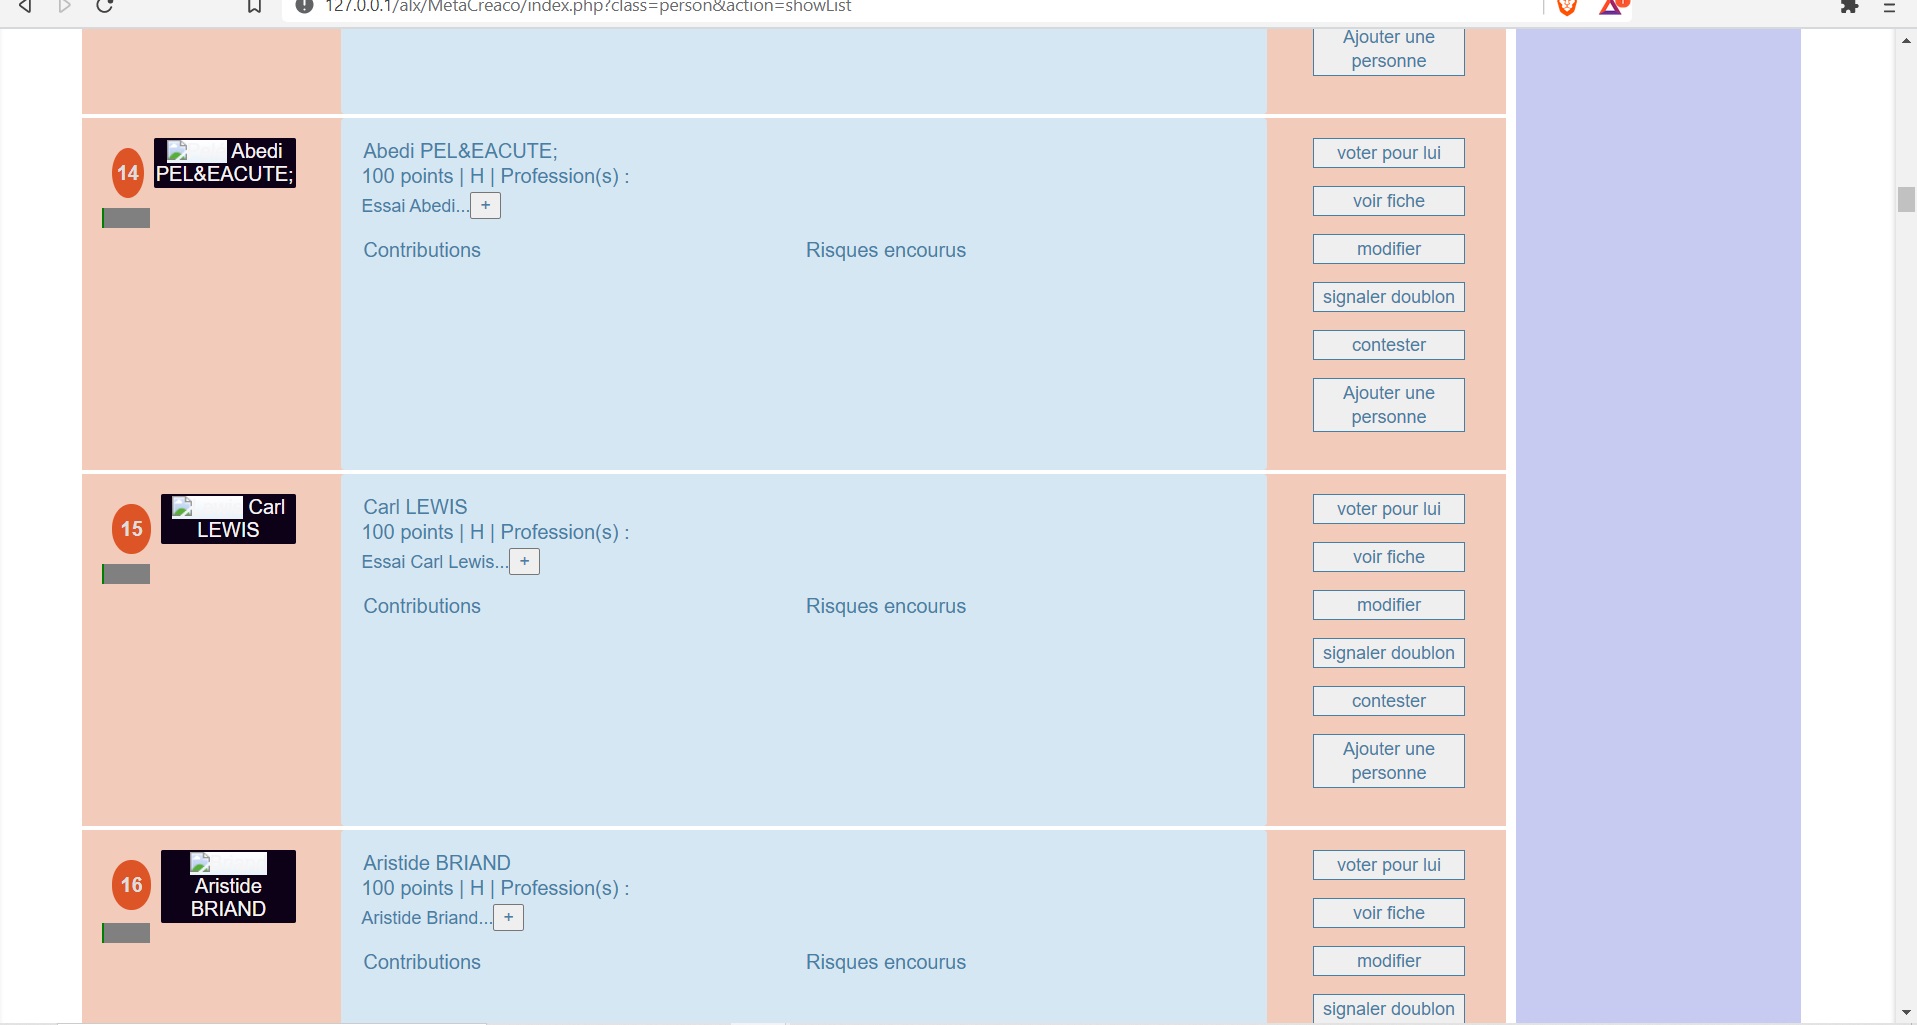 127.0.0.1/alx/MetaCreaco/index.php?class=person&action=showList
Ajouter une
personne
14
Abedi
PEL&EACUTE;
Abedi PEL&EACUTE;
100 points | H | Profession(s) :
Essai Abedi...+
Contributions
Risques encourus
voter pour lui
voir fiche
modifier
signaler doublon
contester
Ajouter une
personne
15
Carl
LEWIS
Carl LEWIS
100 points | H | Profession(s) :
Essai Carl Lewis...+
Contributions
Risques encourus
voter pour lui
voir fiche
modifier
signaler doublon
contester
Ajouter une
personne
16
Aristide
BRIAND
Aristide BRIAND
100 points | H | Profession(s) :
Aristide Briand...+
Contributions
Risques encourus
voter pour lui
voir fiche
modifier
signaler doublon